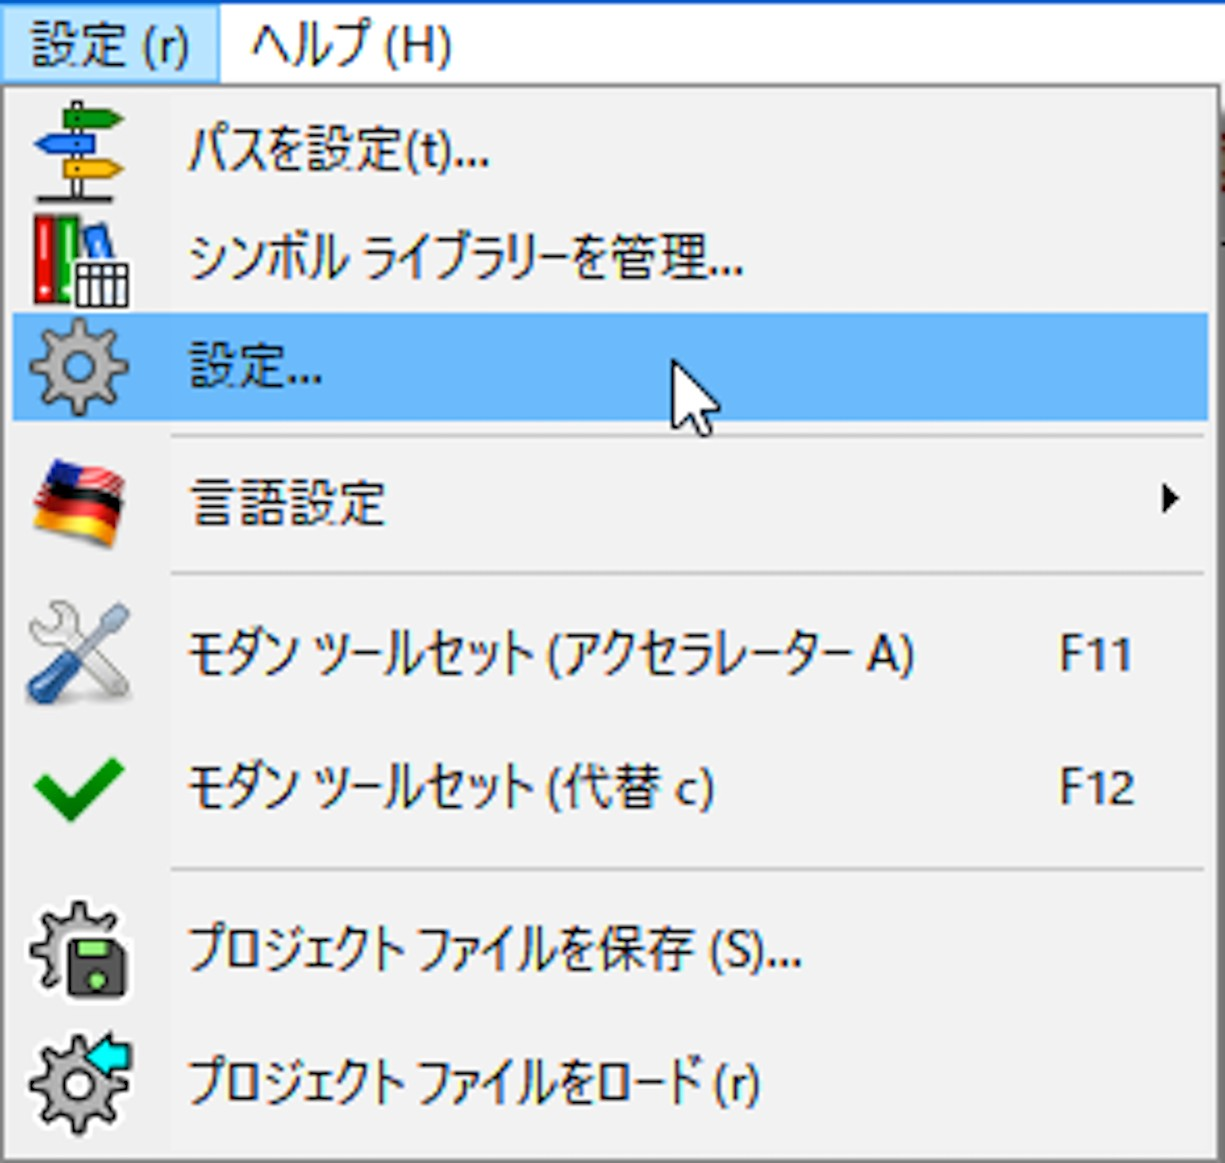 設定 (r) ヘルプ (H)
パスを設定(t)...
シンボル ライブラリーを管理...
設定...
言語設定
モダン ツールセット (アクセラレーター A) F11
モダン ツールセット (代替 c) F12
プロジェクト ファイルを保存 (S)...
プロジェクト ファイルをロード (r)